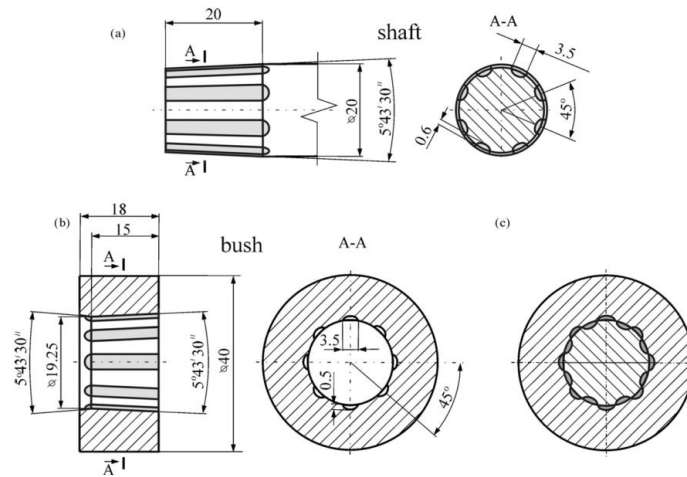 (a)
20
A
shaft
A-A
3.5
⌀20
5°43′30″
45°
0.6
A
(b)
18
15
bush
A
A-A
(c)
5°43′30″
⌀19.25
5°43′30″
⌀40
3.5
0.5
45°
A